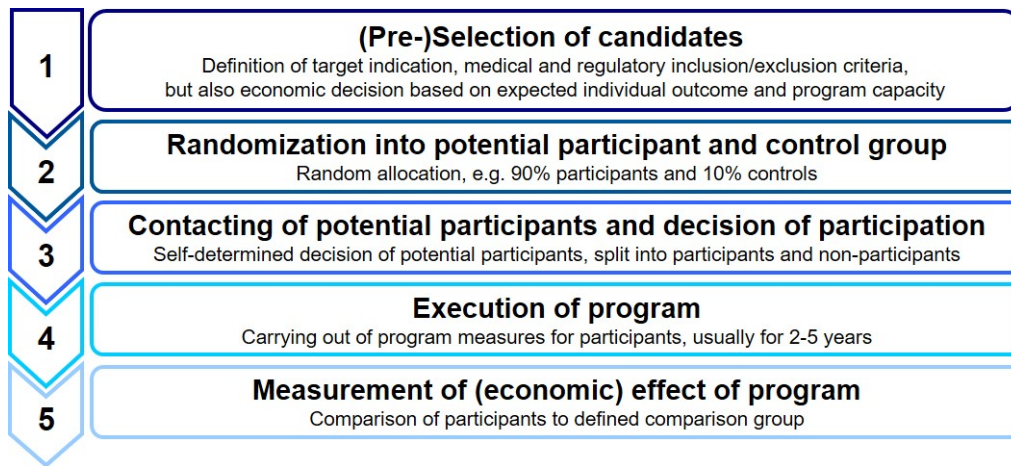 1
(Pre-)Selection of candidates
Definition of target indication, medical and regulatory inclusion/exclusion criteria,
but also economic decision based on expected individual outcome and program capacity
2
Randomization into potential participant and control group
Random allocation, e.g. 90% participants and 10% controls
3
Contacting of potential participants and decision of participation
Self-determined decision of potential participants, split into participants and non-participants
4
Execution of program
Carrying out of program measures for participants, usually for 2-5 years
5
Measurement of (economic) effect of program
Comparison of participants to defined comparison group